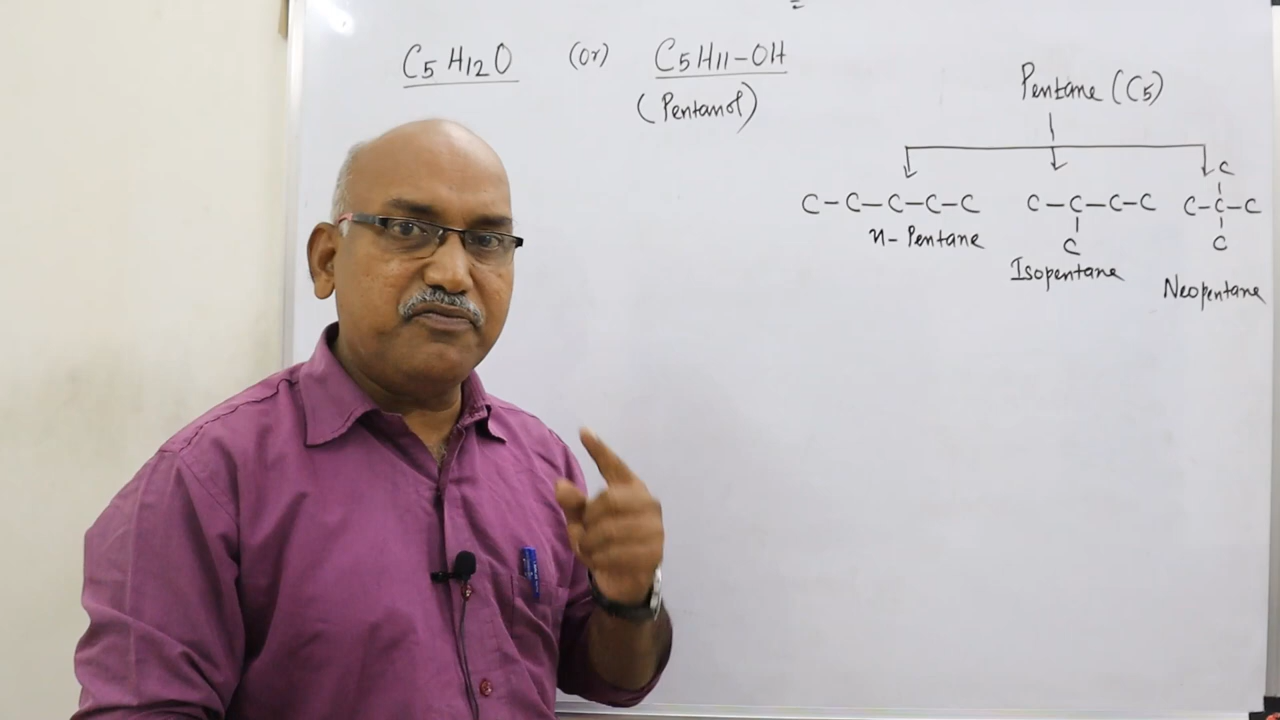 C5H12O (Or) C5H11-OH
(Pentanol)
Pentane (C5)
C
C-C-C-C-C C-C-C-C C-C-C
n-Pentane C C
Isopentane
Neopentane